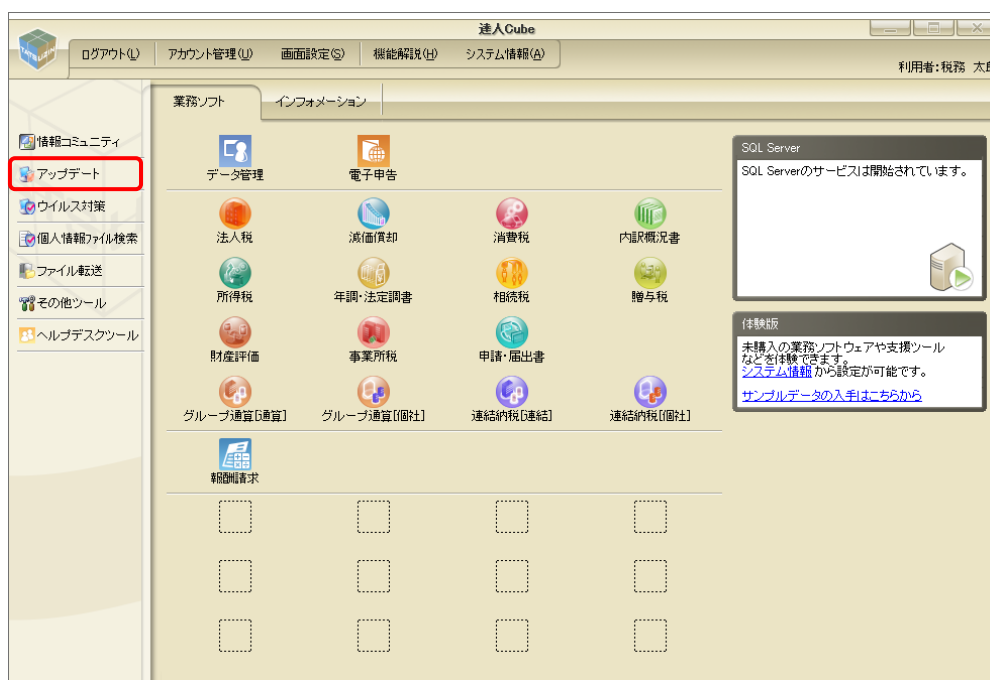 達人Cube
ログアウト(L) アカウント管理(U) 画面設定(S) 機能解説(H) システム情報(A)
利用者:税務 太郎
業務ソフト インフォメーション
情報コミュニティ
アップデート
ウイルス対策
個人情報ファイル検索
ファイル転送
その他ツール
ヘルプデスクツール
データ管理 電子申告
法人税 減価償却 消費税 内訳概況書
所得税 年調・法定調書 相続税 贈与税
財産評価 事業所税 申請・届出書
グループ通算[通算] グループ通算[個社] 連結納税[連結] 連結納税[個社]
報酬請求
SQL Server
SQL Serverのサービスは開始されています。
体験版
未購入の業務ソフトウェアや支援ツール
などを体験できます。
システム情報 から設定が可能です。
サンプルデータの入手はこちらから